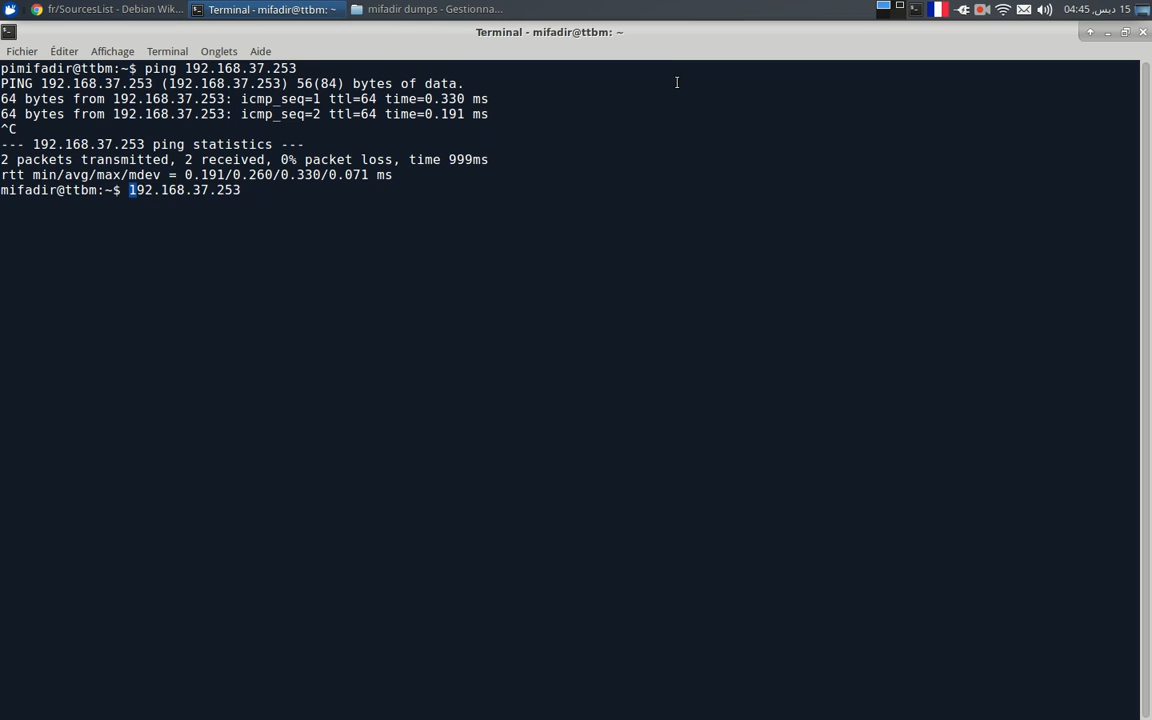 fr/SourcesList - Debian Wik...
Terminal - mifadir@ttbm: ~
mifadir dumps - Gestionna...
15 ديس, 04:45
Terminal - mifadir@ttbm: ~
Fichier Éditer Affichage Terminal Onglets Aide
pimifadir@ttbm:~$ ping 192.168.37.253
PING 192.168.37.253 (192.168.37.253) 56(84) bytes of data.
64 bytes from 192.168.37.253: icmp_seq=1 ttl=64 time=0.330 ms
64 bytes from 192.168.37.253: icmp_seq=2 ttl=64 time=0.191 ms
^C
--- 192.168.37.253 ping statistics ---
2 packets transmitted, 2 received, 0% packet loss, time 999ms
rtt min/avg/max/mdev = 0.191/0.260/0.330/0.071 ms
mifadir@ttbm:~$ 192.168.37.253